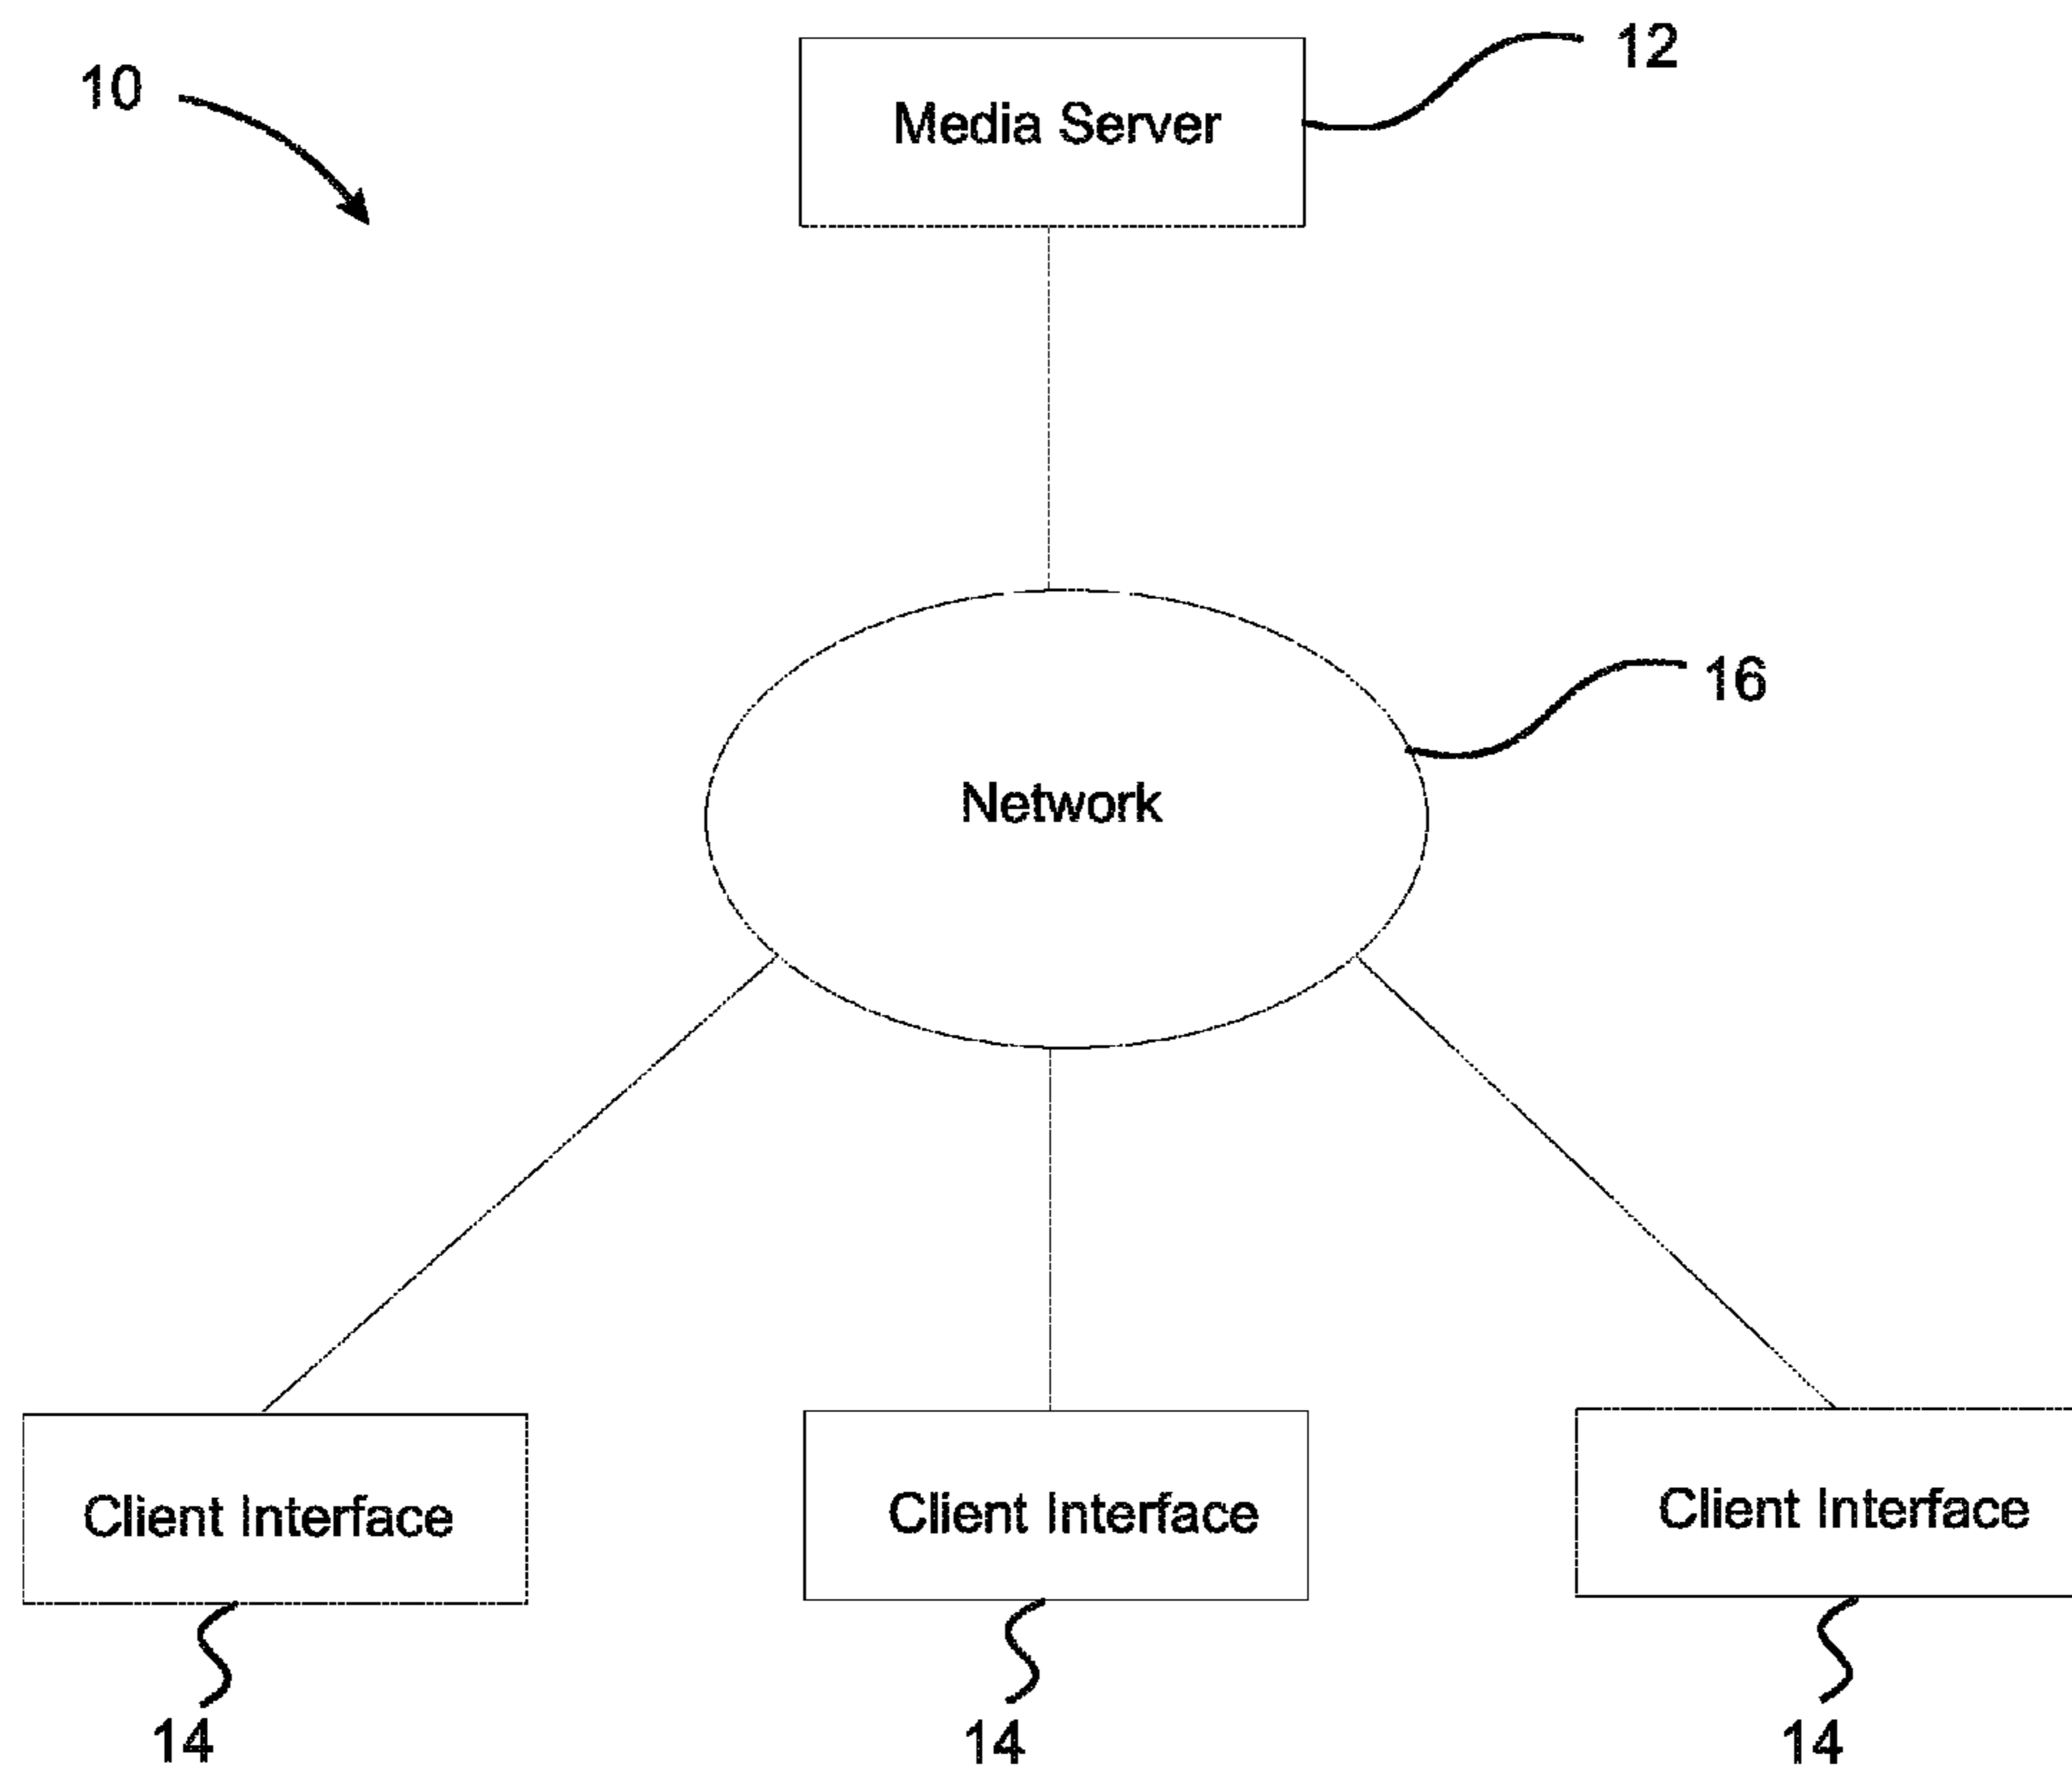 10
Media Server
12
16
Network
Client Interface
Client Interface
Client Interface
14
14
14